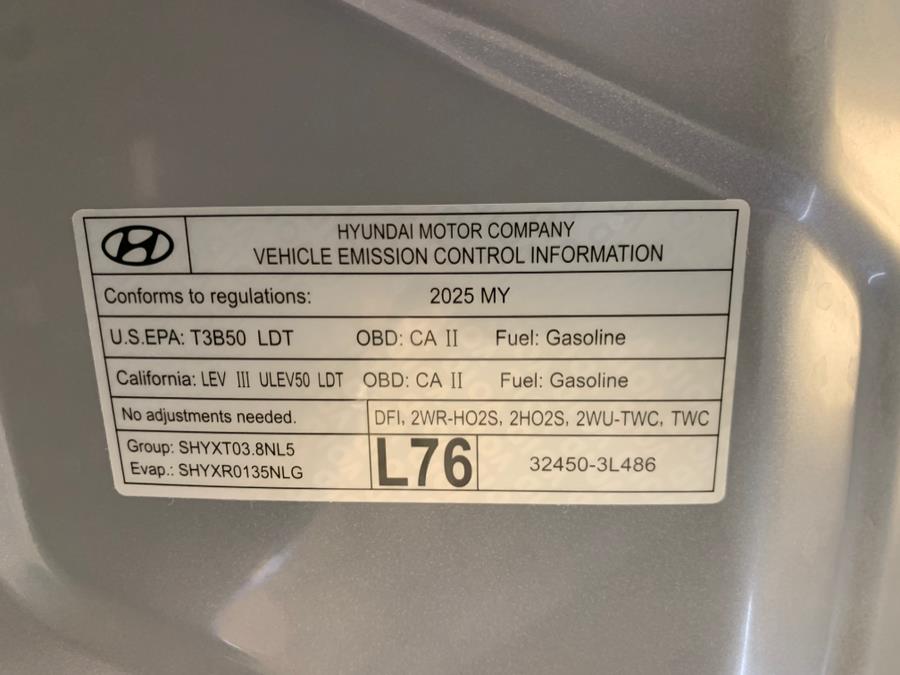 HYUNDAI MOTOR COMPANY
VEHICLE EMISSION CONTROL INFORMATION
Conforms to regulations: 2025 MY
U.S.EPA: T3B50 LDT OBD: CA II Fuel: Gasoline
California: LEV III ULEV50 LDT OBD: CA II Fuel: Gasoline
No adjustments needed. DFI, 2WR-HO2S, 2HO2S, 2WU-TWC, TWC
Group: SHYXT03.8NL5
Evap.: SHYXR0135NLG
L76 32450-3L486